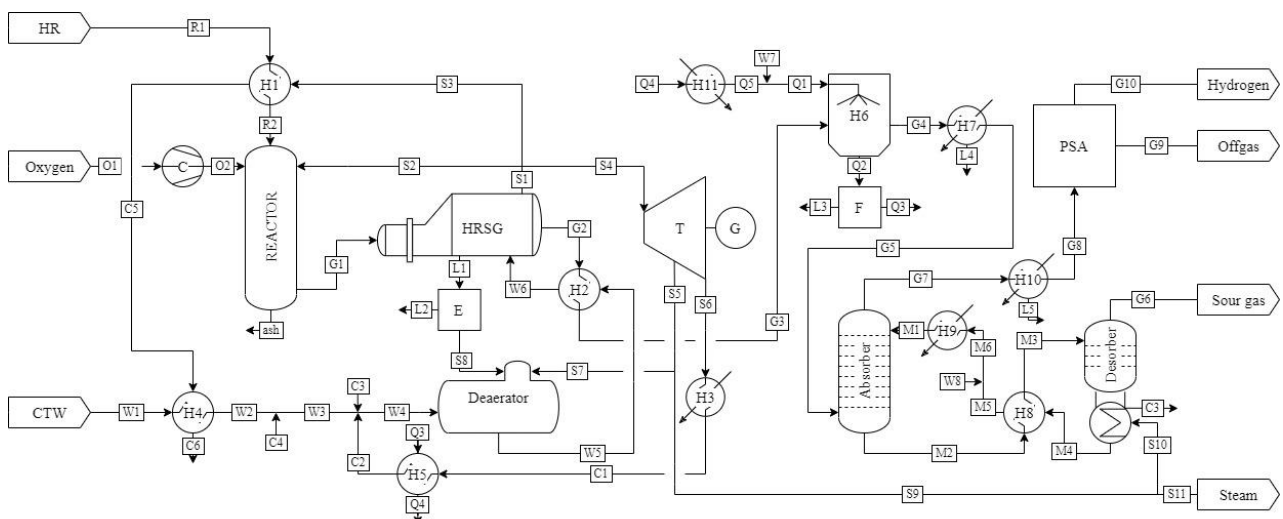 HR
R1
H1
S3
R2
Oxygen
O1
C
O2
S2
S4
C5
REACTOR
S1
HRSG
G1
G2
T
G
L1
W6
H2
L2
E
S5
S6
G3
ash
S8
S7
Deaerator
H3
CTW
W1
H4
W2
W3
C3
W4
C4
C6
C2
Q3
H5
W5
C1
Q4
S9
Q4
H11
Q5
W7
Q1
H6
G4
H7
L4
Q2
L3
F
Q3
G5
PSA
G10
Hydrogen
G9
Offgas
G8
G7
H10
L5
G6
Sour gas
Absorber
M1
H9
M6
M3
Desorber
W8
M5
H8
C3
M2
M4
S10
S11
Steam